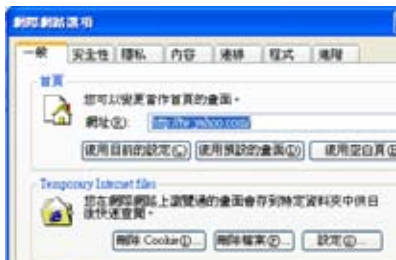 網際網路選項
一般 安全性 隱私 內容 連線 程式 進階
首頁
您可以變更當作首頁的畫面。
網址(R): http://tw.yahoo.com/
使用目前的設定(C) 使用預設的畫面(D) 使用空白頁(B
Temporary Internet files
您在網際網路上瀏覽過的畫面會存到特定資料夾中供日
後快速查閱。
刪除 Cookie(I)... 刪除檔案(F)... 設定(S)...